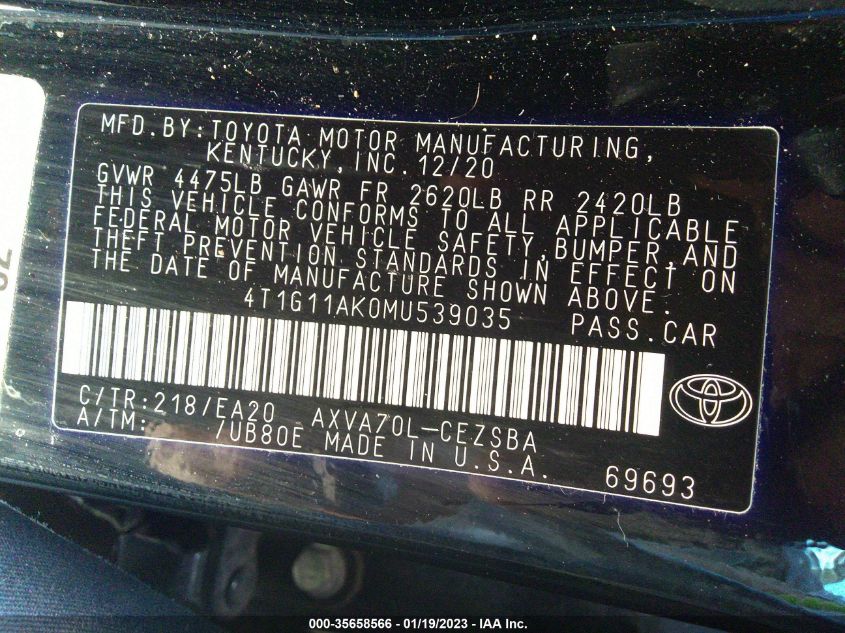 MFD.BY:TOYOTA MOTOR MANUFACTURING,
KENTUCKY,INC.12/20
GVWR 4475LB GAWR FR 2620LB RR 2420LB
THIS VEHICLE CONFORMS TO ALL APPLICABLE
FEDERAL MOTOR VEHICLE SAFETY,BUMPER,AND
THEFT PREVENTION STANDARDS IN EFFECT ON
THE DATE OF MANUFACTURE SHOWN ABOVE.
4T1G11AK0MU539035 PASS.CAR
C/TR:218/EA20 AXVA70L-CEZSBA
A/TM: /UB80E MADE IN U.S.A.
69693
000-35658566 - 01/19/2023 - IAA Inc.